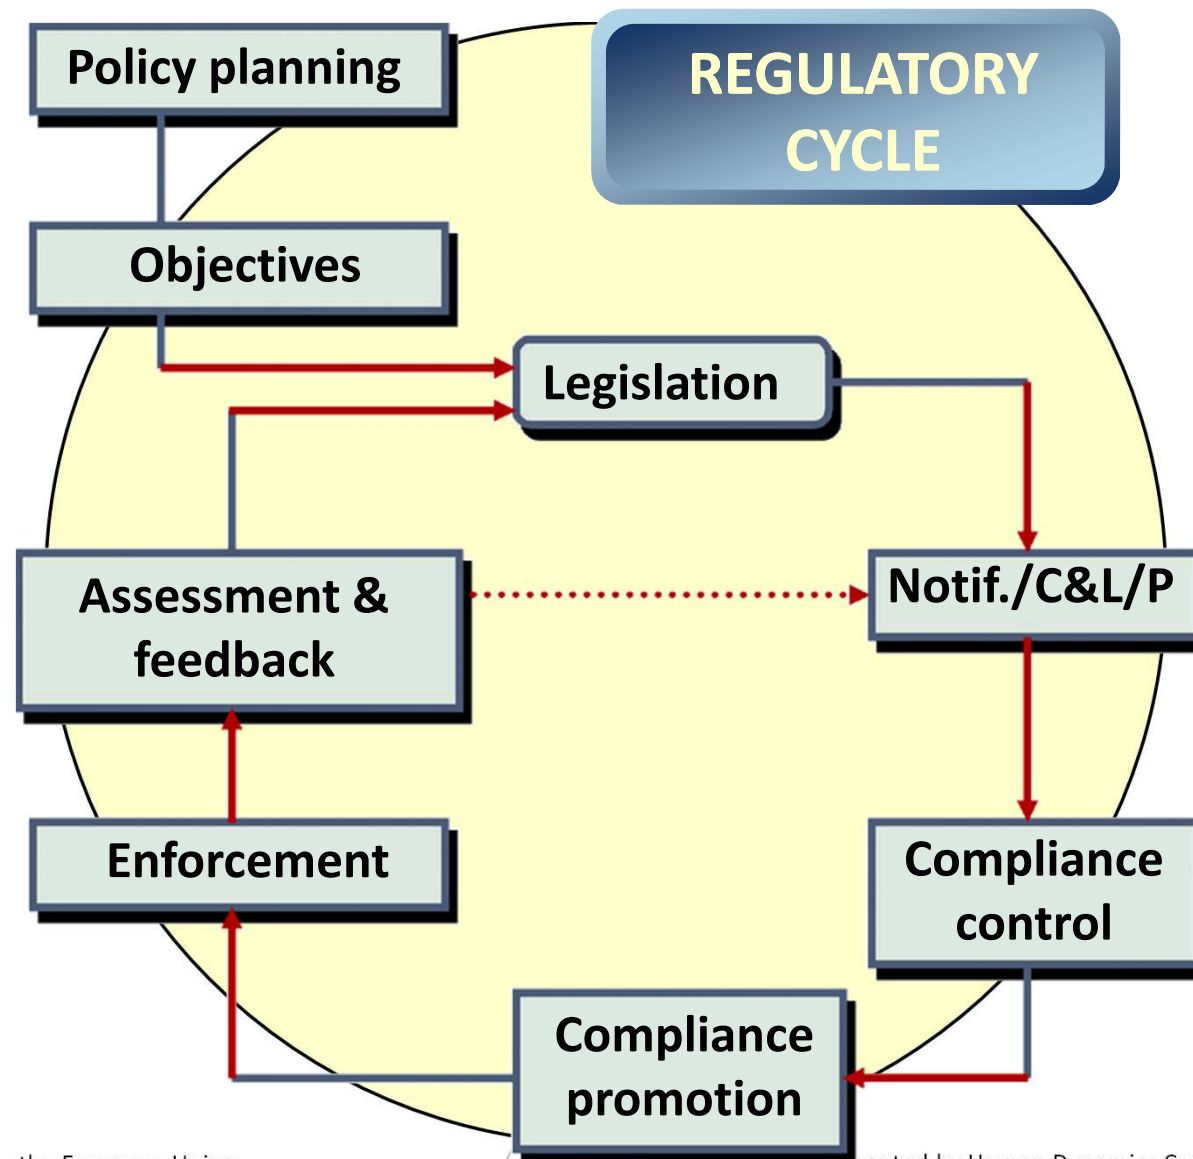 REGULATORY
CYCLE
Policy planning
Objectives
Legislation
Assessment &
feedback
Notif./C&L/P
Enforcement
Compliance
control
Compliance
promotion